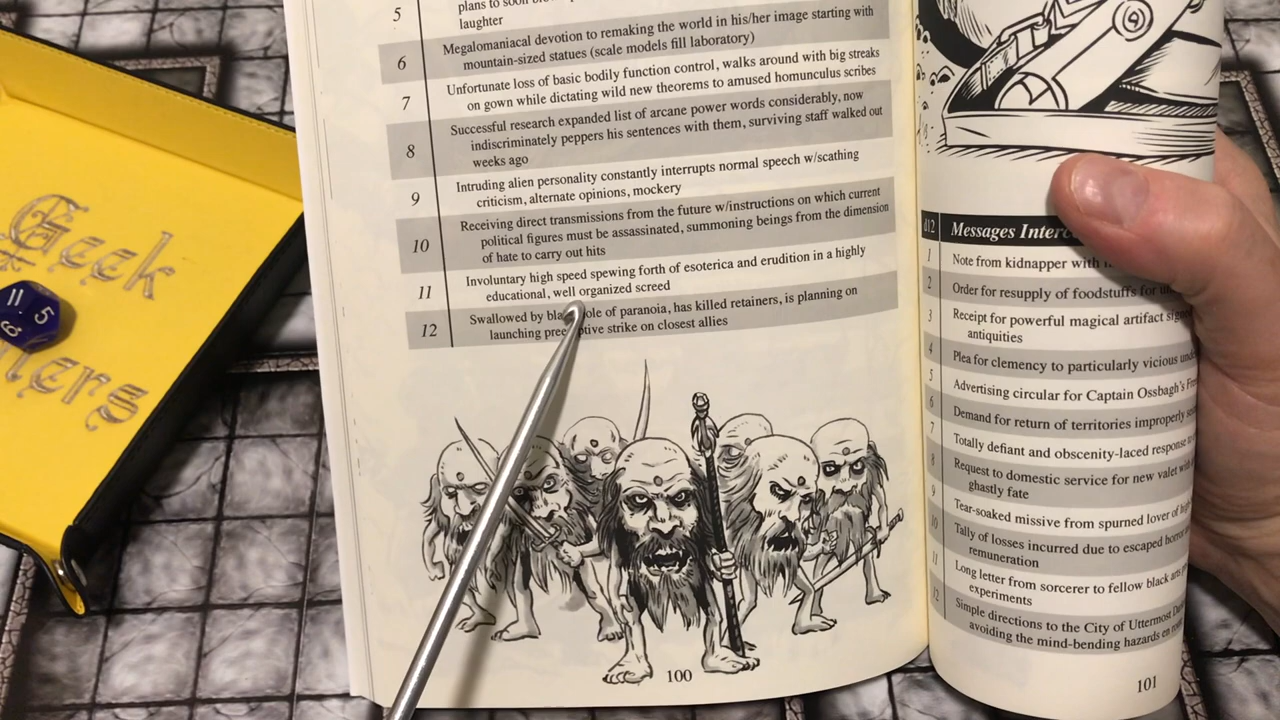 5
plans to soon
laughter
6 Megalomaniacal devotion to remaking the world in his/her image starting with
mountain-sized statues (scale models fill laboratory)
7 Unfortunate loss of basic bodily function control, walks around with big streaks
on gown while dictating wild new theorems to amused homunculus scribes
8 Successful research expanded list of arcane power words considerably, now
indiscriminately peppers his sentences with them, surviving staff walked out
weeks ago
9 Intruding alien personality constantly interrupts normal speech w/scathing
criticism, alternate opinions, mockery
10 Receiving direct transmissions from the future w/instructions on which current
political figures must be assassinated, summoning beings from the dimension
of hate to carry out hits
11 Involuntary high speed spewing forth of esoterica and erudition in a highly
educational, well organized screed
12 Swallowed by ole of paranoia, has killed retainers, is planning on
launching strike on closest allies
100
d12 Messages
1 Note from kidnapper with
2 Order for resupply of foodstuffs for
3 Receipt for powerful magical artifact
antiquities
4 Plea for clemency to particularly vicious
5 Advertising circular for Captain Ossbagh's
6 Demand for return of territories improperly
7 Totally defiant and obscenity-laced response
8 Request to domestic service for new valet
ghastly fate
9 Tear-soaked missive from spurned lover of
10 Tally of losses incurred due to escaped horror
remuneration
11 Long letter from sorcerer to fellow black arts
experiments
12 Simple directions to the City of Uttermost
avoiding the mind-bending hazards en
101
Geek
11
5